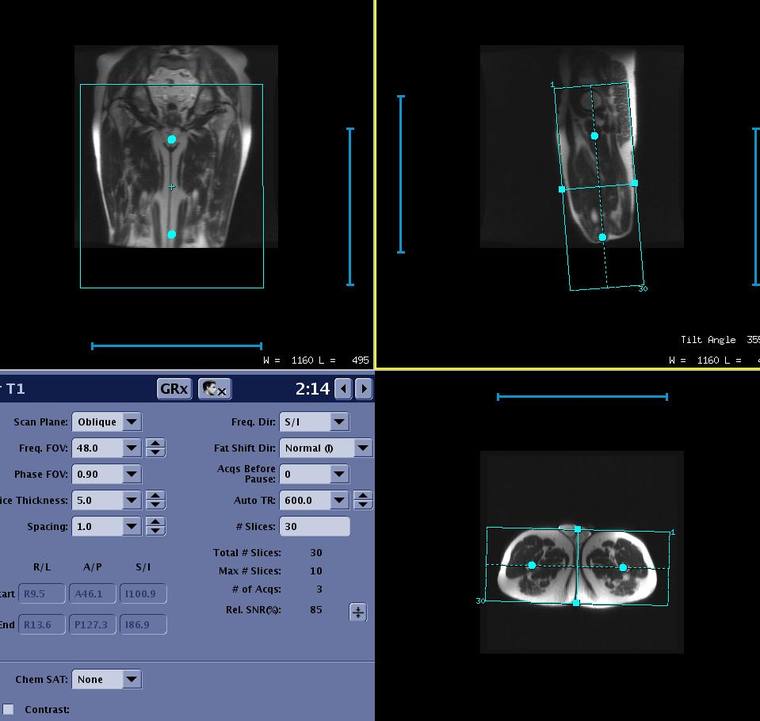 1
30
Tilt Angle 355
W = 1160 L = 495
W = 1160 L = 4
T1 GRx 2:14
Scan Plane: Oblique Freq. Dir: S/I
Freq. FOV: 48.0 Fat Shift Dir: Normal (I)
Phase FOV: 0.90 Acqs Before Pause: 0
ice Thickness: 5.0 Auto TR: 600.0
Spacing: 1.0 # Slices: 30
Total # Slices: 30
R/L A/P S/I Max # Slices: 10
# of Acqs: 3
art R9.5 A46.1 I100.9 Rel. SNR(%): 85
End R13.6 P127.3 I86.9
Chem SAT: None
Contrast:
1
30